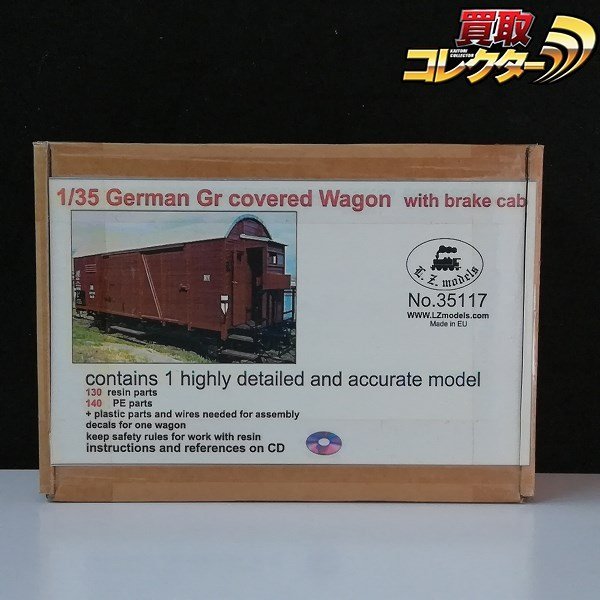 買取
KAITORI COLLECTOR
コレクター
1/35 German Gr covered Wagon with brake cab
L. Z. models
No.35117
WWW.LZmodels.com
Made in EU
contains 1 highly detailed and accurate model
130 resin parts
140 PE parts
+ plastic parts and wires needed for assembly
decals for one wagon
keep safety rules for work with resin
instructions and references on CD